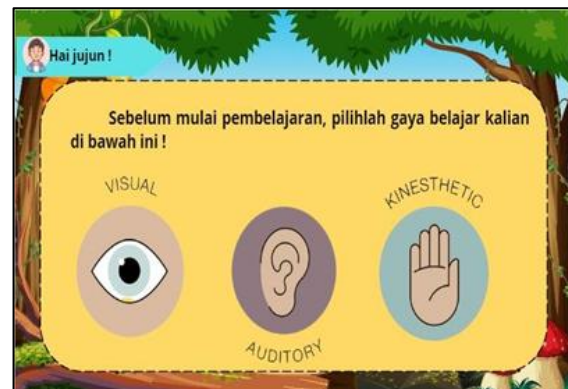 Hai jujun !
Sebelum mulai pembelajaran, pilihlah gaya belajar kalian
di bawah ini !
VISUAL
KINESTHETIC
AUDITORY